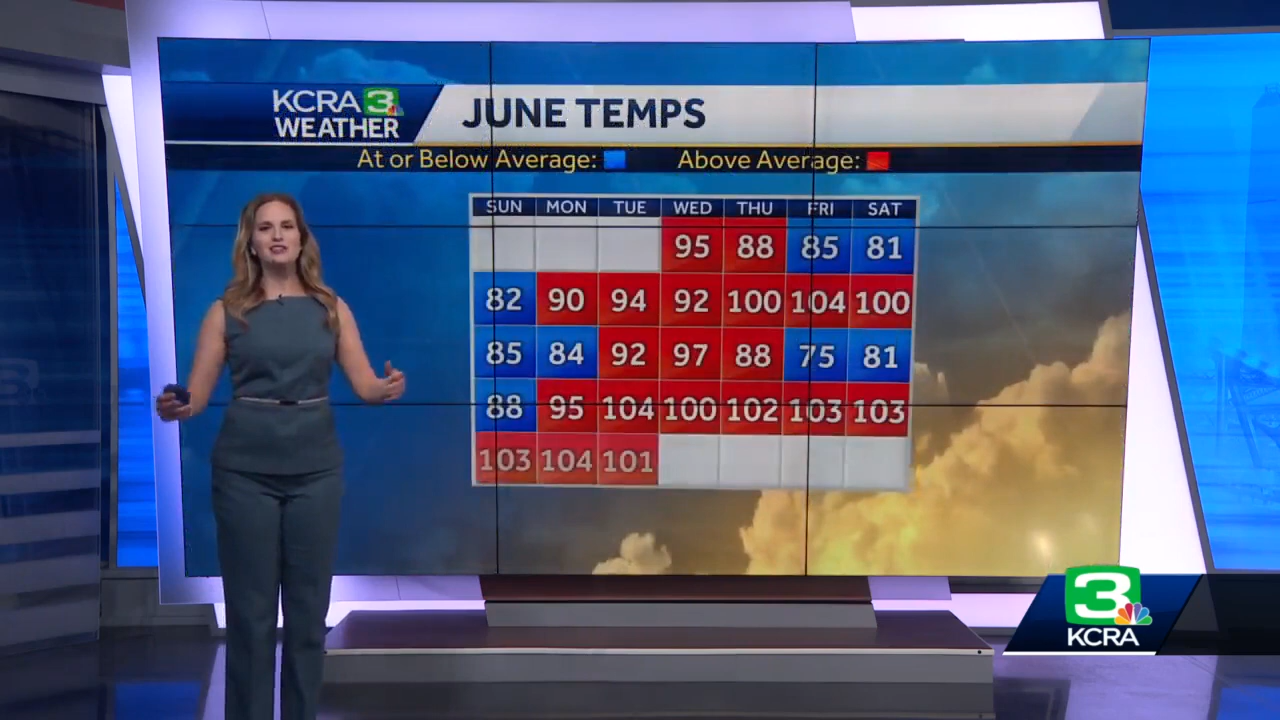 KCRA 3
WEATHER
JUNE TEMPS
At or Below Average: Above Average:
SUN MON TUE WED THU FRI SAT
95 88 85 81
82 90 94 92 100 104 100
85 84 92 97 88 75 81
88 95 104 100 102 103 103
103 104 101
3
KCRA